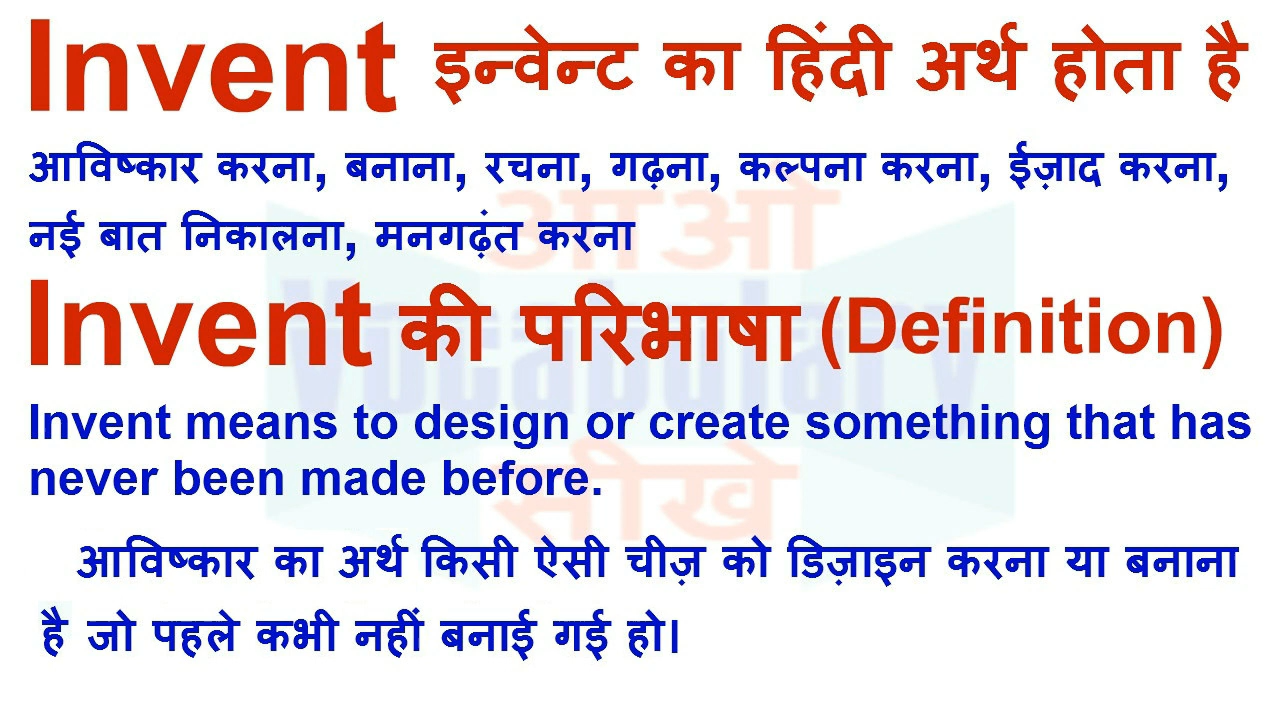 Invent इन्वेन्ट का हिंदी अर्थ होता है
आविष्कार करना, बनाना, रचना, गढ़ना, कल्पना करना, ईज़ाद करना,
नई बात निकालना, मनगढ़ंत करना
आओ
Invent की परिभाषा (Definition)
Vocabulary
Invent means to design or create something that has
never been made before.
सीखे
आविष्कार का अर्थ किसी ऐसी चीज़ को डिज़ाइन करना या बनाना
है जो पहले कभी नहीं बनाई गई हो।